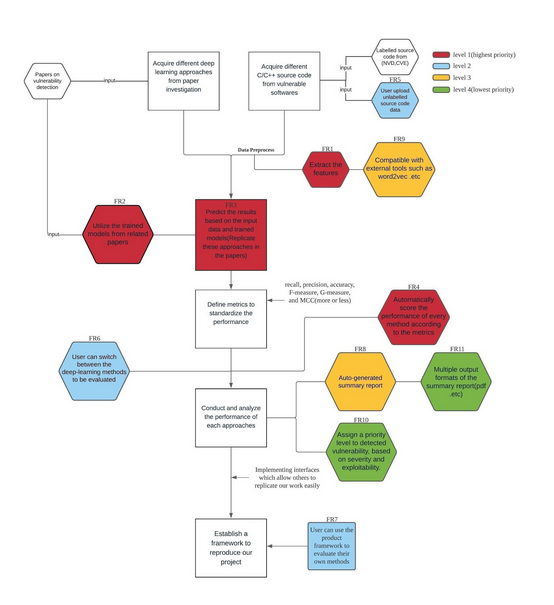 Papers on
vulnerability
detection
input
Acquire different deep
learning approaches
from paper
investigation
Acquire different
C/C++ source code
from vulnerable
softwares
input
input
Labelled source
code from
(NVD,CVE)
FR5
User upload
unlabelled
source code
data
level 1(highest priority)
level 2
level 3
level 4(lowest priority)
Data Preprocess
FR1
Extract the
features
FR9
Compatible with
external tools such as
word2vec .etc
FR2
Utilize the trained
models from related
papers
input
FR3
Predict the results
based on the input
data and trained
models(Replicate
these approaches in
the papers)
Define metrics to
standardize the
performance
recall, precision, accuracy,
F-measure, G-measure,
and MCC(more or less)
FR4
Automatically
score the
performance of every
method according
to the metrics
FR6
User can switch
between the
deep-learning methods
to be evaluated
FR8
Auto-generated
summary report
FR11
Multiple output
formats of the
summary report(pdf
.etc)
Conduct and analyze
the performance of
each approaches
FR10
Assign a priority
level to detected
vulnerability, based
on severity and
exploitability.
Implementing interfaces
which allow others to
replicate our work easily
Establish a
framework to
reproduce our
project
FR7
User can use the
product
framework to
evaluate their
own methods